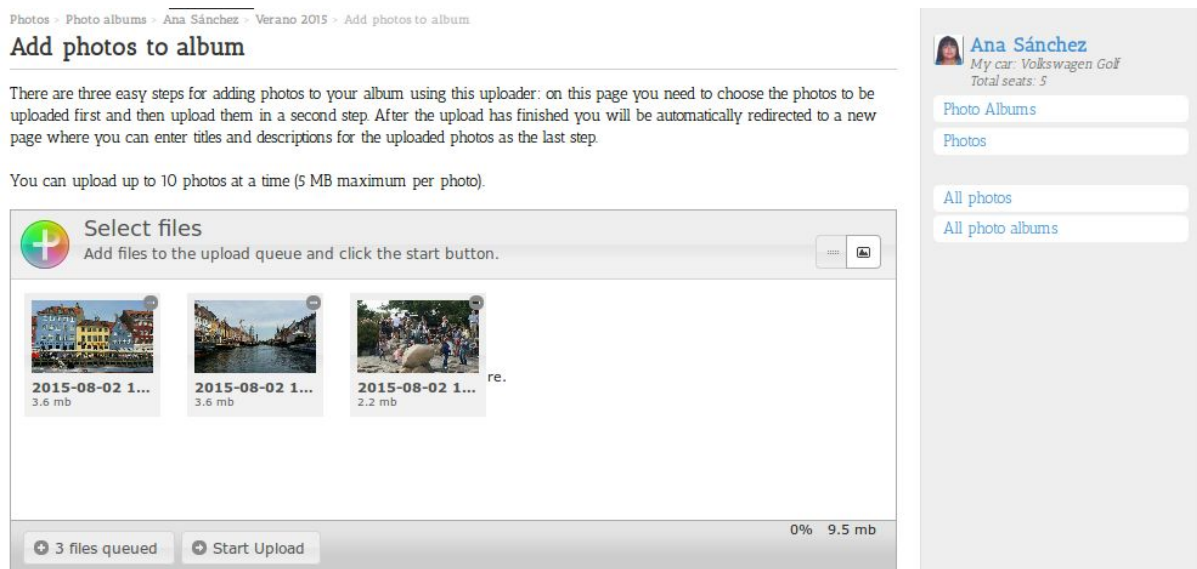 Photos > Photo albums > Ana Sánchez > Verano 2015 > Add photos to album
Add photos to album
There are three easy steps for adding photos to your album using this uploader: on this page you need to choose the photos to be
uploaded first and then upload them in a second step. After the upload has finished you will be automatically redirected to a new
page where you can enter titles and descriptions for the uploaded photos as the last step.
You can upload up to 10 photos at a time (5 MB maximum per photo).
Select files
Add files to the upload queue and click the start button.
2015-08-02 1... 2015-08-02 1... 2015-08-02 1...
3.6 mb 3.6 mb 2.2 mb
re.
0% 9.5 mb
3 files queued Start Upload
Ana Sánchez
My car: Volkswagen Golf
Total seats: 5
Photo Albums
Photos
All photos
All photo albums